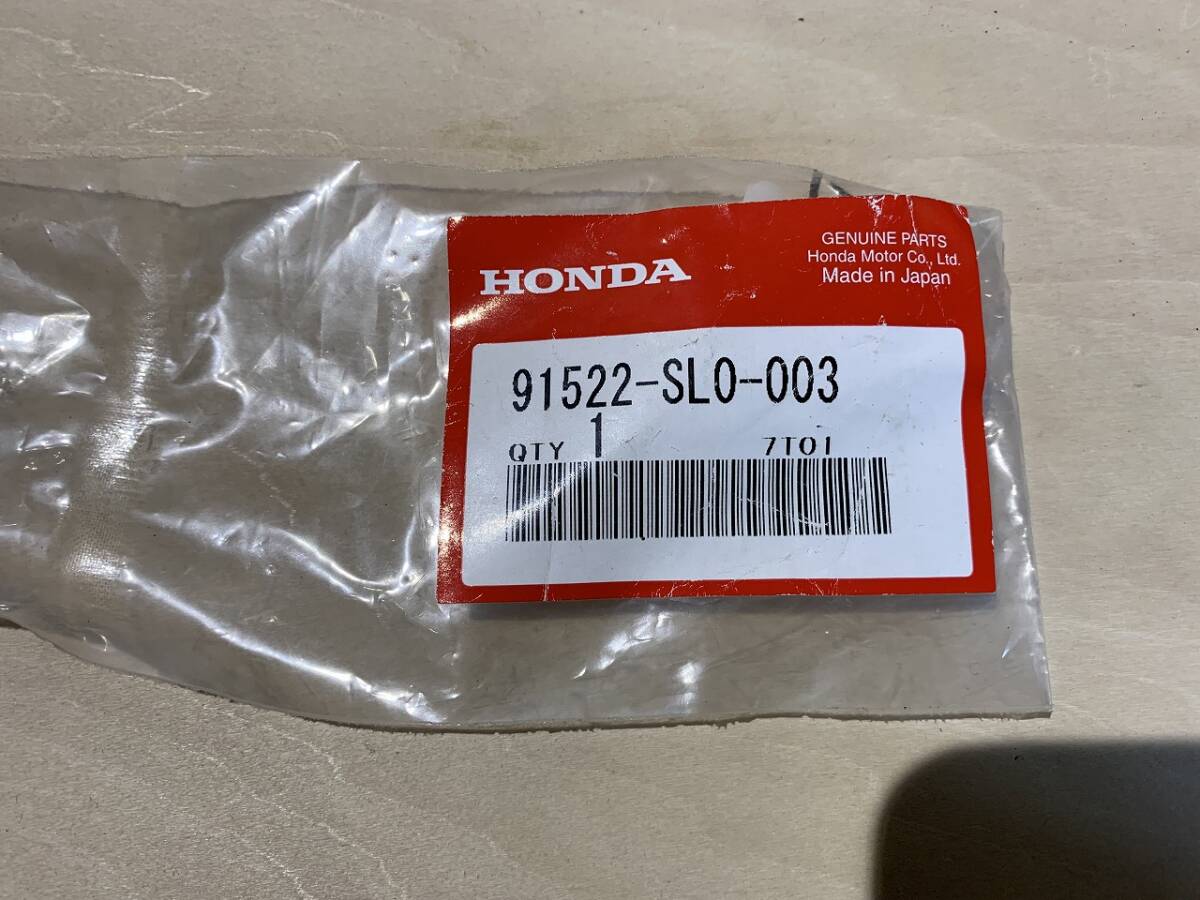 HONDA
GENUINE PARTS
Honda Motor Co., Ltd.
Made in Japan
91522-SL0-003
QTY 1 7T01